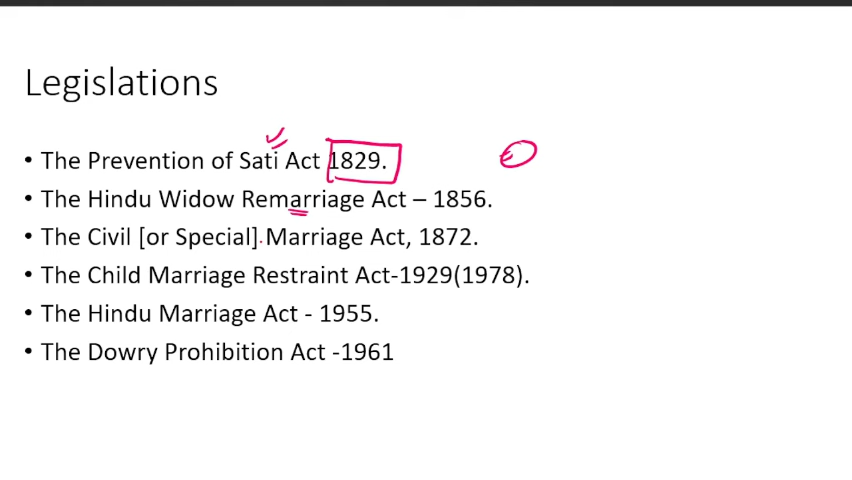 Legislations
• The Prevention of Sati Act 1829.
• The Hindu Widow Remarriage Act – 1856.
• The Civil [or Special] Marriage Act, 1872.
• The Child Marriage Restraint Act-1929(1978).
• The Hindu Marriage Act - 1955.
• The Dowry Prohibition Act -1961